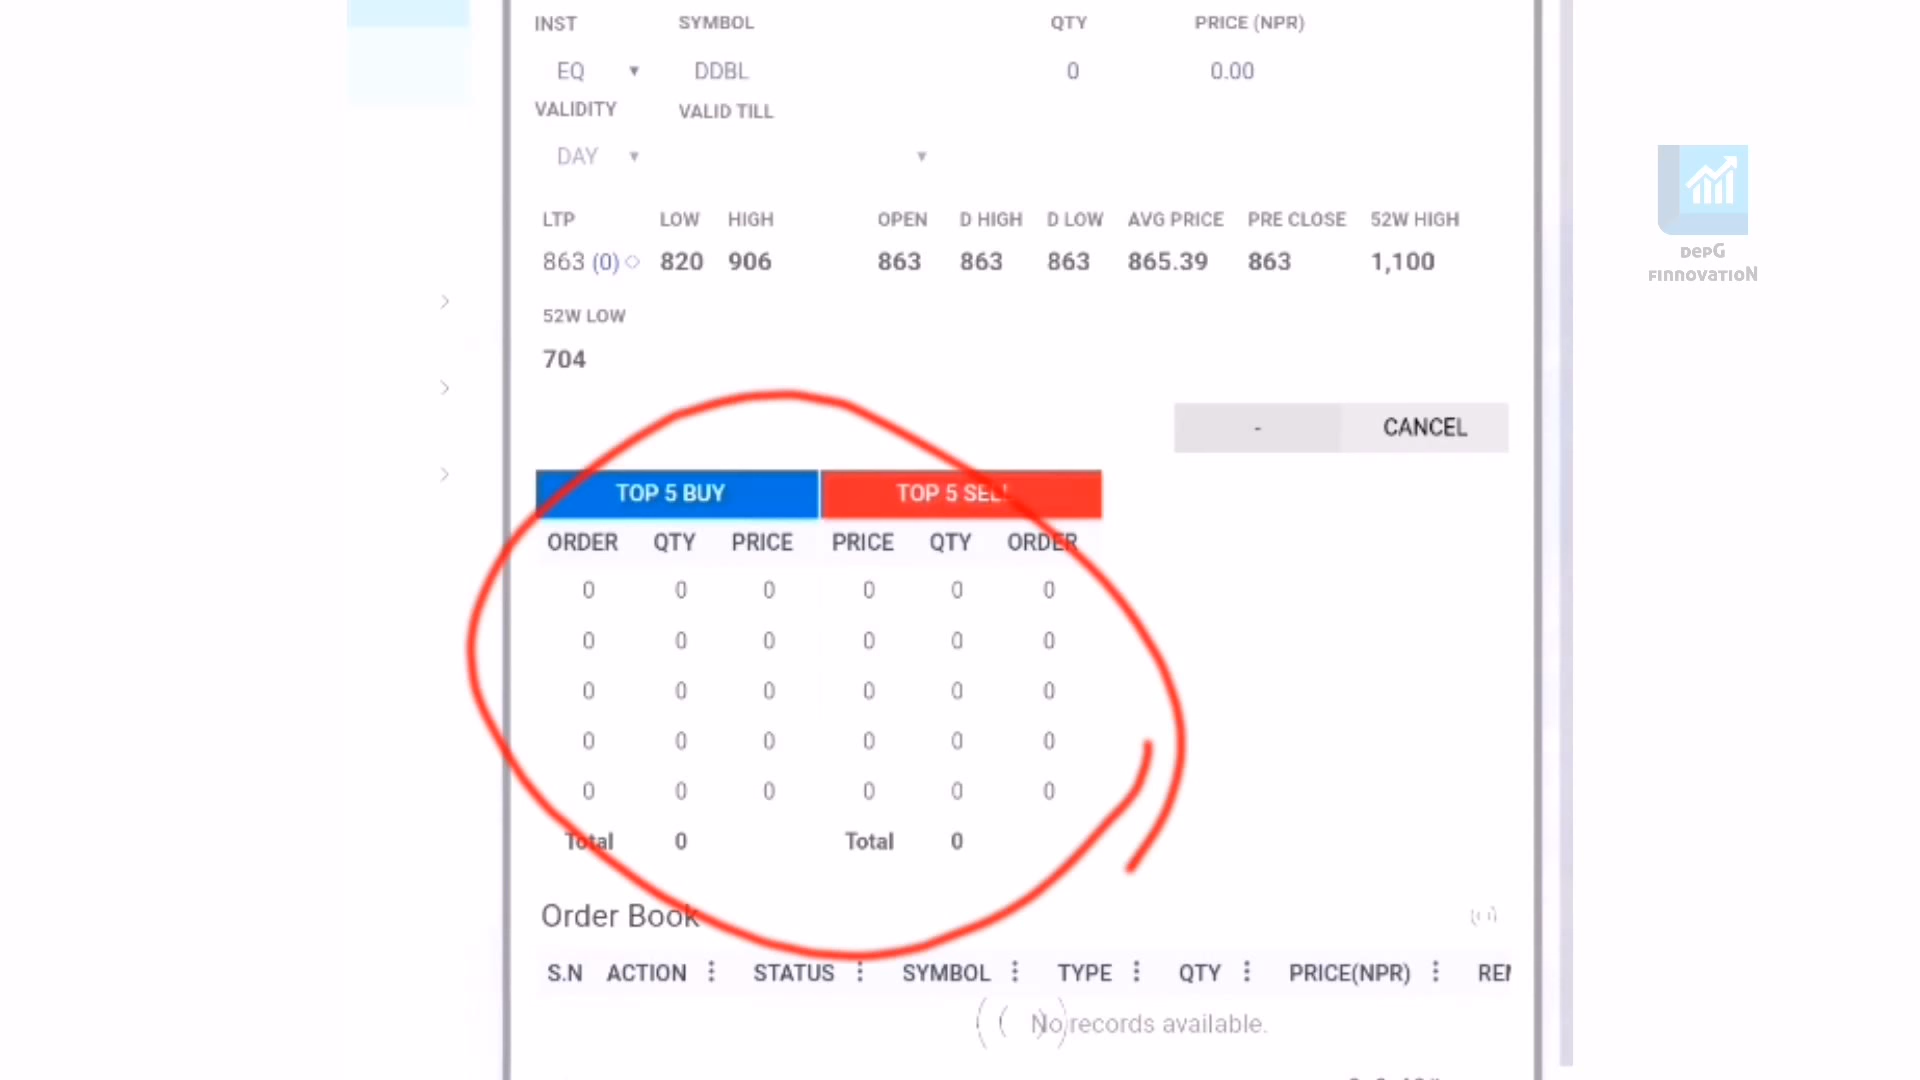 INST SYMBOL QTY PRICE (NPR)
EQ DDBL 0 0.00
VALIDITY VALID TILL
DAY
LTP LOW HIGH OPEN D HIGH D LOW AVG PRICE PRE CLOSE 52W HIGH
863 (0) 820 906 863 863 863 865.39 863 1,100
52W LOW
704
- CANCEL
TOP 5 BUY TOP 5 SELL
ORDER QTY PRICE PRICE QTY ORDER
0 0 0 0 0 0
0 0 0 0 0 0
0 0 0 0 0 0
0 0 0 0 0 0
0 0 0 0 0 0
Total 0 Total 0
Order Book
S.N ACTION STATUS SYMBOL TYPE QTY PRICE(NPR)
No records available.
DepG
FINNOVATION